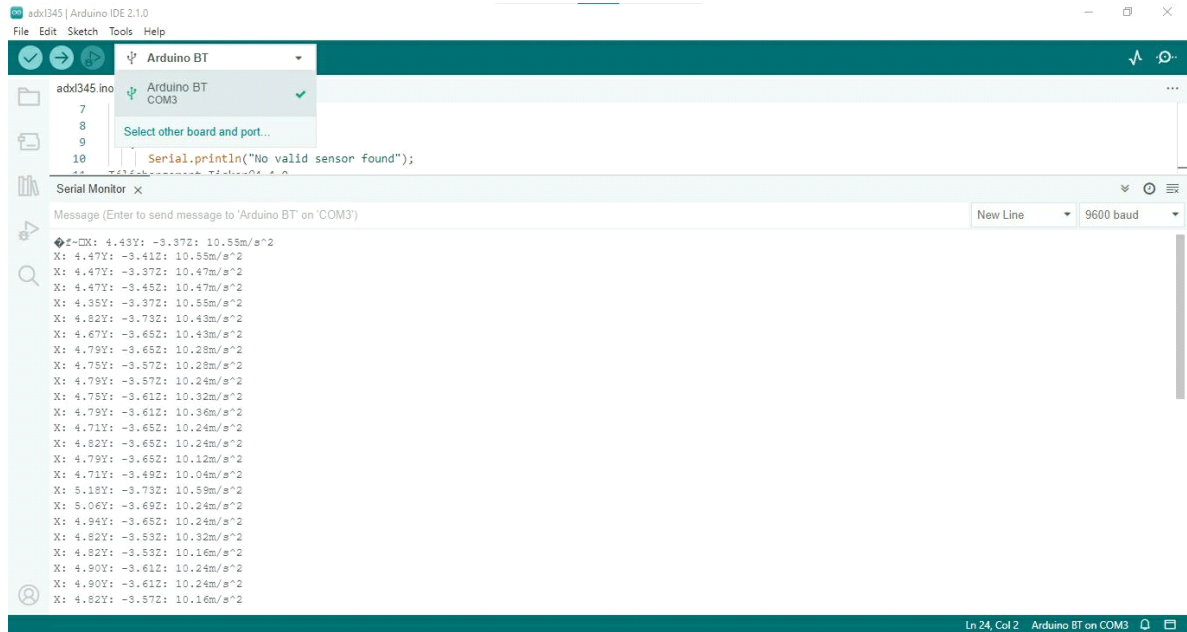 adxl345 | Arduino IDE 2.1.0
File Edit Sketch Tools Help
Arduino BT
adxl345.ino
Arduino BT
COM3
Select other board and port...
7
8
9
10 Serial.println("No valid sensor found");
Serial Monitor
Message (Enter to send message to 'Arduino BT' on 'COM3')
New Line
9600 baud
�f~□X: 4.43Y: -3.37Z: 10.55m/s^2
X: 4.47Y: -3.41Z: 10.55m/s^2
X: 4.47Y: -3.37Z: 10.47m/s^2
X: 4.47Y: -3.45Z: 10.47m/s^2
X: 4.35Y: -3.37Z: 10.55m/s^2
X: 4.82Y: -3.73Z: 10.43m/s^2
X: 4.67Y: -3.65Z: 10.43m/s^2
X: 4.79Y: -3.65Z: 10.28m/s^2
X: 4.75Y: -3.57Z: 10.28m/s^2
X: 4.79Y: -3.57Z: 10.24m/s^2
X: 4.75Y: -3.61Z: 10.32m/s^2
X: 4.79Y: -3.61Z: 10.36m/s^2
X: 4.71Y: -3.65Z: 10.24m/s^2
X: 4.82Y: -3.65Z: 10.24m/s^2
X: 4.79Y: -3.65Z: 10.12m/s^2
X: 4.71Y: -3.49Z: 10.04m/s^2
X: 5.18Y: -3.73Z: 10.59m/s^2
X: 5.06Y: -3.69Z: 10.24m/s^2
X: 4.94Y: -3.65Z: 10.24m/s^2
X: 4.82Y: -3.53Z: 10.32m/s^2
X: 4.82Y: -3.53Z: 10.16m/s^2
X: 4.90Y: -3.61Z: 10.24m/s^2
X: 4.90Y: -3.61Z: 10.24m/s^2
X: 4.82Y: -3.57Z: 10.16m/s^2
Ln 24, Col 2 Arduino BT on COM3